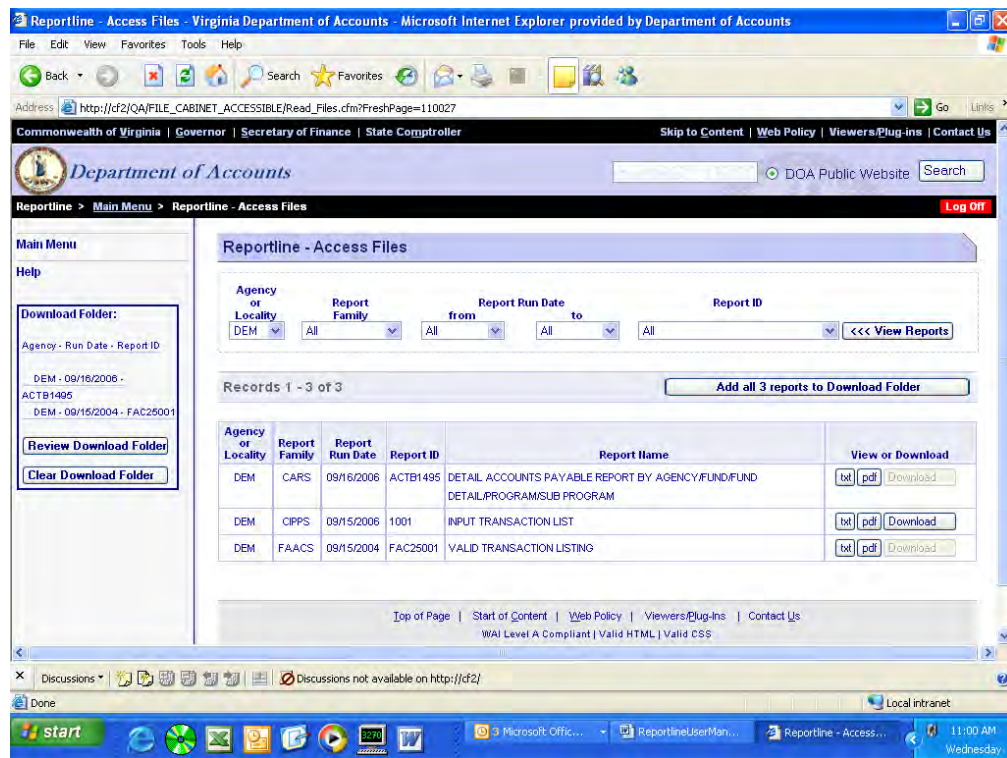 Reportline - Access Files - Virginia Department of Accounts - Microsoft Internet Explorer provided by Department of Accounts
File Edit View Favorites Tools Help
Back Search Favorites
Address http://cf2/QA/FILE_CABINET_ACCESSIBLE/Read_Files.cfm?FreshPage=110027 Go Links
Commonwealth of Virginia | Governor | Secretary of Finance | State Comptroller Skip to Content | Web Policy | Viewers/Plug-ins | Contact Us
Department of Accounts DOA Public Website Search
Reportline > Main Menu > Reportline - Access Files Log Off
Main Menu
Help
Download Folder:
Agency - Run Date - Report ID
DEM - 09/16/2006 -
ACTB1495
DEM - 09/15/2004 - FAC25001
Review Download Folder
Clear Download Folder
Reportline - Access Files
Agency or Locality Report Family Report Run Date from to Report ID
DEM All All All All <<< View Reports
Records 1 - 3 of 3 Add all 3 reports to Download Folder
Agency or Locality Report Family Report Run Date Report ID Report Name View or Download
DEM CARS 09/16/2006 ACTB1495 DETAIL ACCOUNTS PAYABLE REPORT BY AGENCY/FUND/FUND
DETAIL/PROGRAM/SUB PROGRAM txt pdf Download
DEM CIPPS 09/15/2006 1001 INPUT TRANSACTION LIST txt pdf Download
DEM FAACS 09/15/2004 FAC25001 VALID TRANSACTION LISTING txt pdf Download
Top of Page | Start of Content | Web Policy | Viewers/Plug-Ins | Contact Us
WAI Level A Compliant | Valid HTML | Valid CSS
Discussions Discussions not available on http://cf2/
Done Local intranet
start 3270 3 Microsoft Offic... ReportlineUserMan... Reportline - Access... 11:00 AM
Wednesday